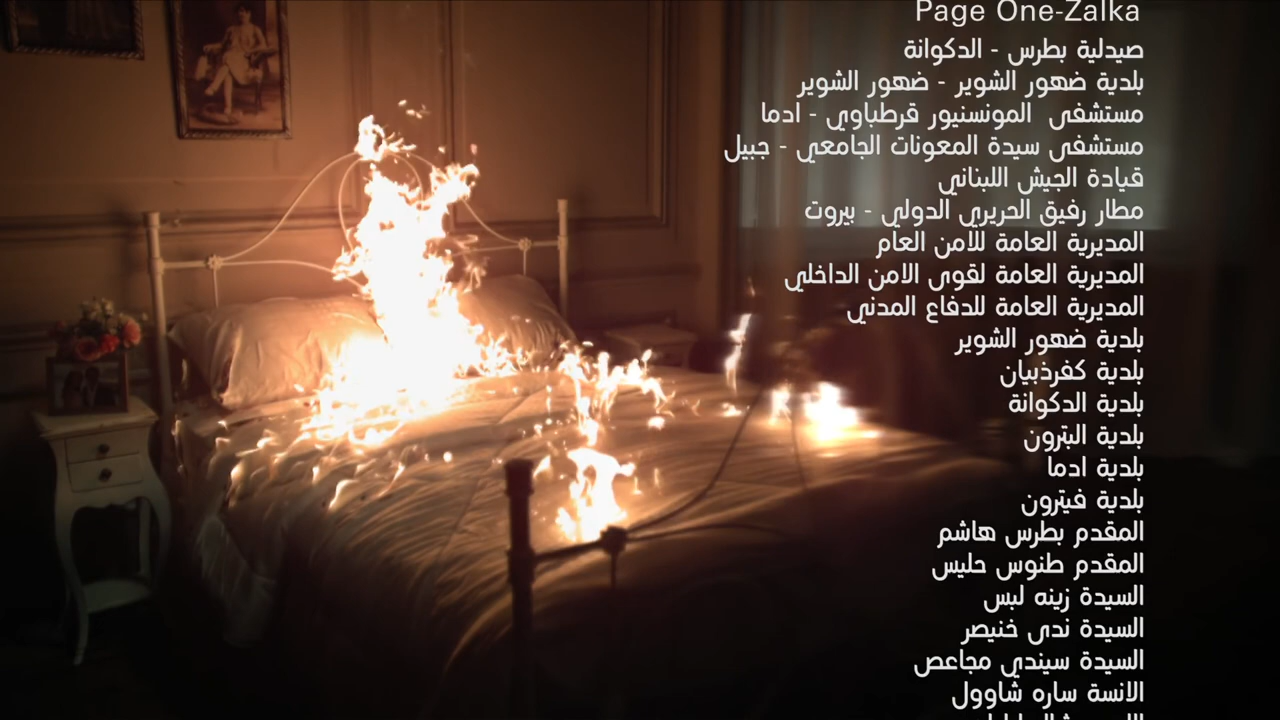 Page One-Zalka
صيدلية بطرس - الدكوانة
بلدية ضهور الشوير - ضهور الشوير
مستشفى المونسنيور قرطباوي - ادما
مستشفى سيدة المعونات الجامعي - جبيل
قيادة الجيش اللبناني
مطار رفيق الحريري الدولي - بيروت
المديرية العامة للامن العام
المديرية العامة لقوى الامن الداخلي
المديرية العامة للدفاع المدني
بلدية ضهور الشوير
بلدية كفرذبيان
بلدية الدكوانة
بلدية البترون
بلدية ادما
بلدية فيترون
المقدم بطرس هاشم
المقدم طنوس حليس
السيدة زينه لبس
السيدة ندى خنيصر
السيدة سيندي مجاعص
الانسة ساره شاوول